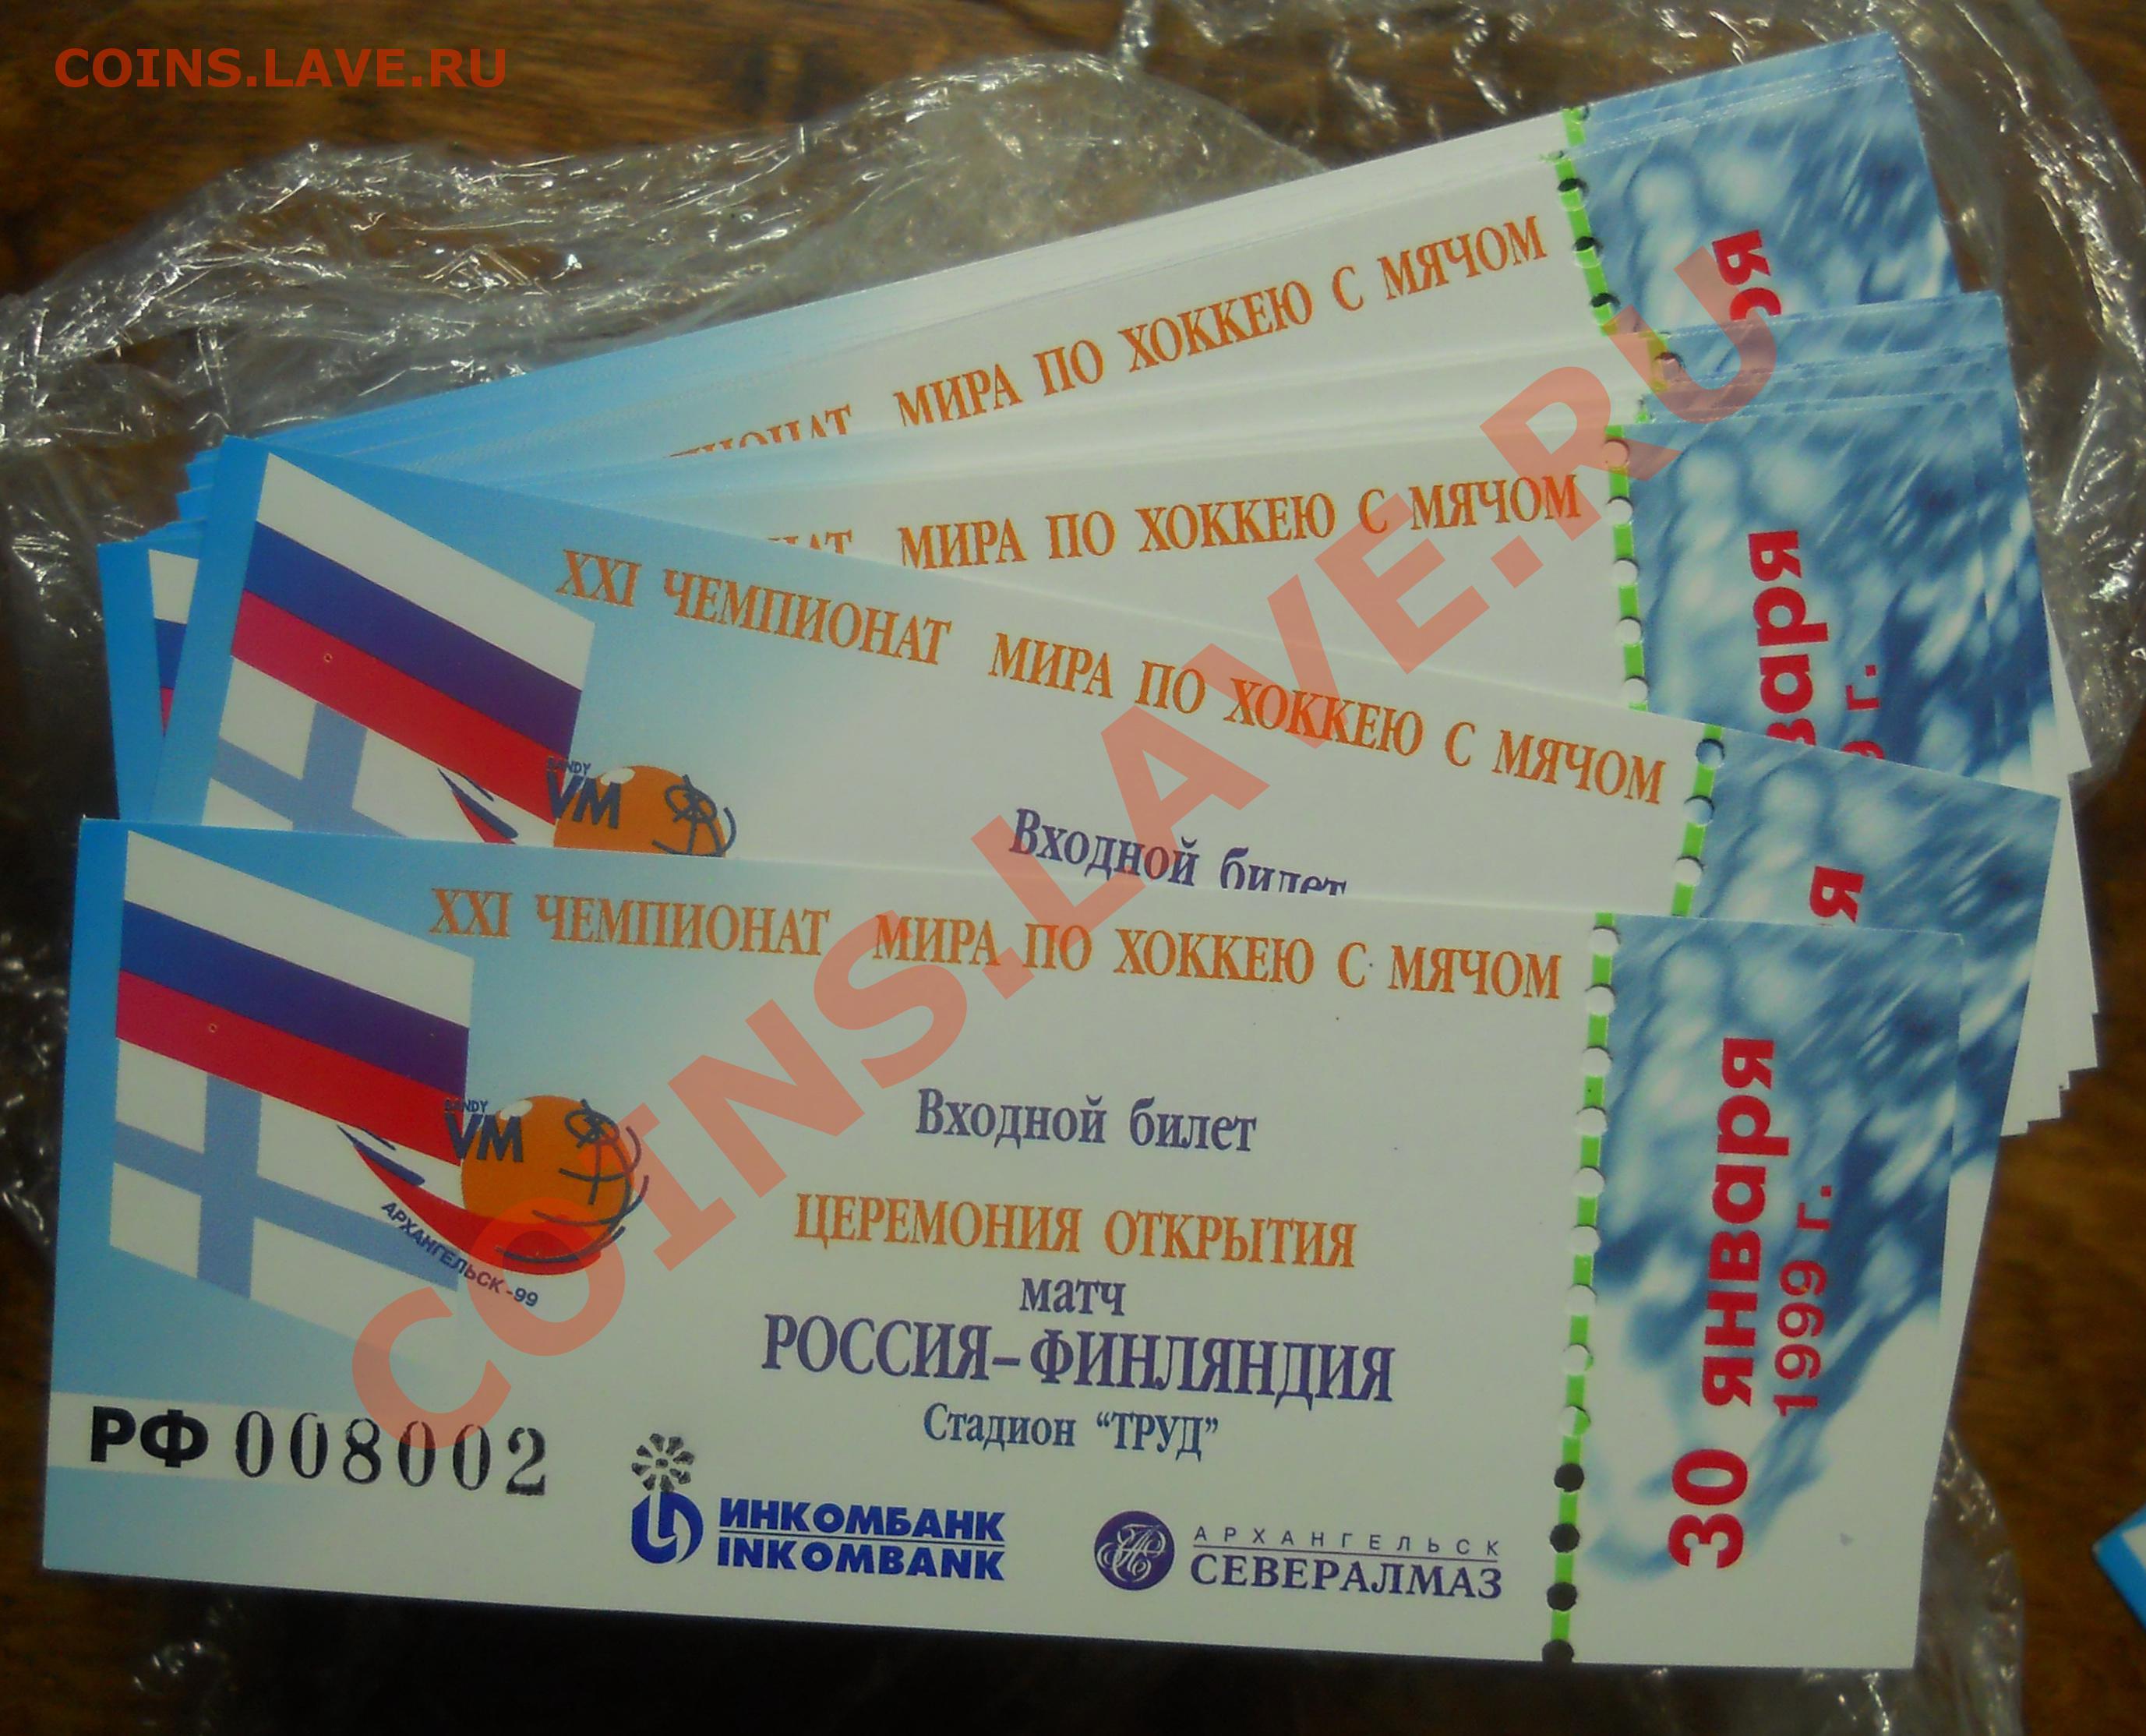 COINS.LAVE.RU
МИРА ПО ХОККЕЮ С МЯЧОМ
МИРА ПО ХОККЕЮ С МЯЧОМ
XXI ЧЕМПИОНАТ МИРА ПО ХОККЕЮ С МЯЧОМ
BANDY
VM
Входной билет
XXI ЧЕМПИОНАТ МИРА ПО ХОККЕЮ С МЯЧОМ
BANDY
VM
АРХАНГЕЛЬСК-99
Входной билет
ЦЕРЕМОНИЯ ОТКРЫТИЯ
матч
РОССИЯ-ФИНЛЯНДИЯ
Стадион “ТРУД”
РФ 008002
ИНКОМБАНК
INKOMBANK
АРХАНГЕЛЬСК
СЕВЕРАЛМАЗ
30 января
1999 г.
COINS.LAVE.RU